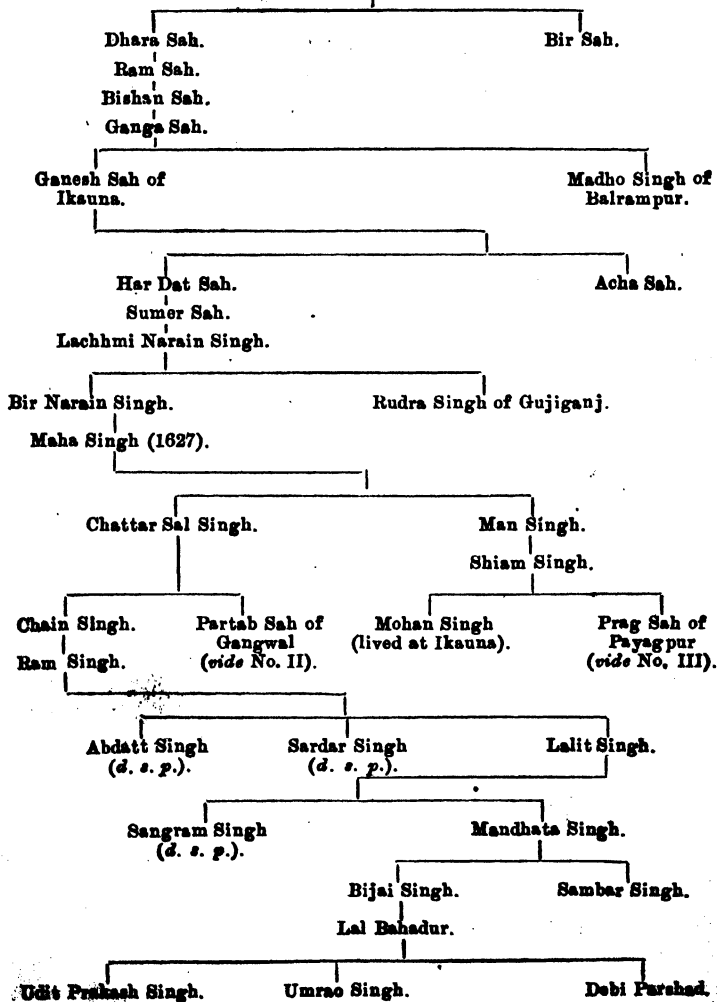 Dhara Sah. Bir Sah.
Ram Sah.
Bishan Sah.
Ganga Sah.
Ganesh Sah of Ikauna. Madho Singh of Balrampur.
Har Dat Sah. Acha Sah.
Sumer Sah.
Lachhmi Narain Singh.
Bir Narain Singh. Rudra Singh of Gujiganj.
Maha Singh (1627).
Chattar Sal Singh. Man Singh.
Shiam Singh.
Chain Singh. Partab Sah of Mohan Singh Prag Sah of
Gangwal (lived at Ikauna). Payagpur
Ram Singh. (vide No. II). (vide No. III).
Abdatt Singh Sardar Singh Lalit Singh.
(d. s. p.). (d. s. p.).
Sangram Singh Mandhata Singh.
(d. s. p.).
Bijai Singh. Sambar Singh.
Lal Bahadur.
Udit Prakash Singh. Umrao Singh. Debi Parshad.